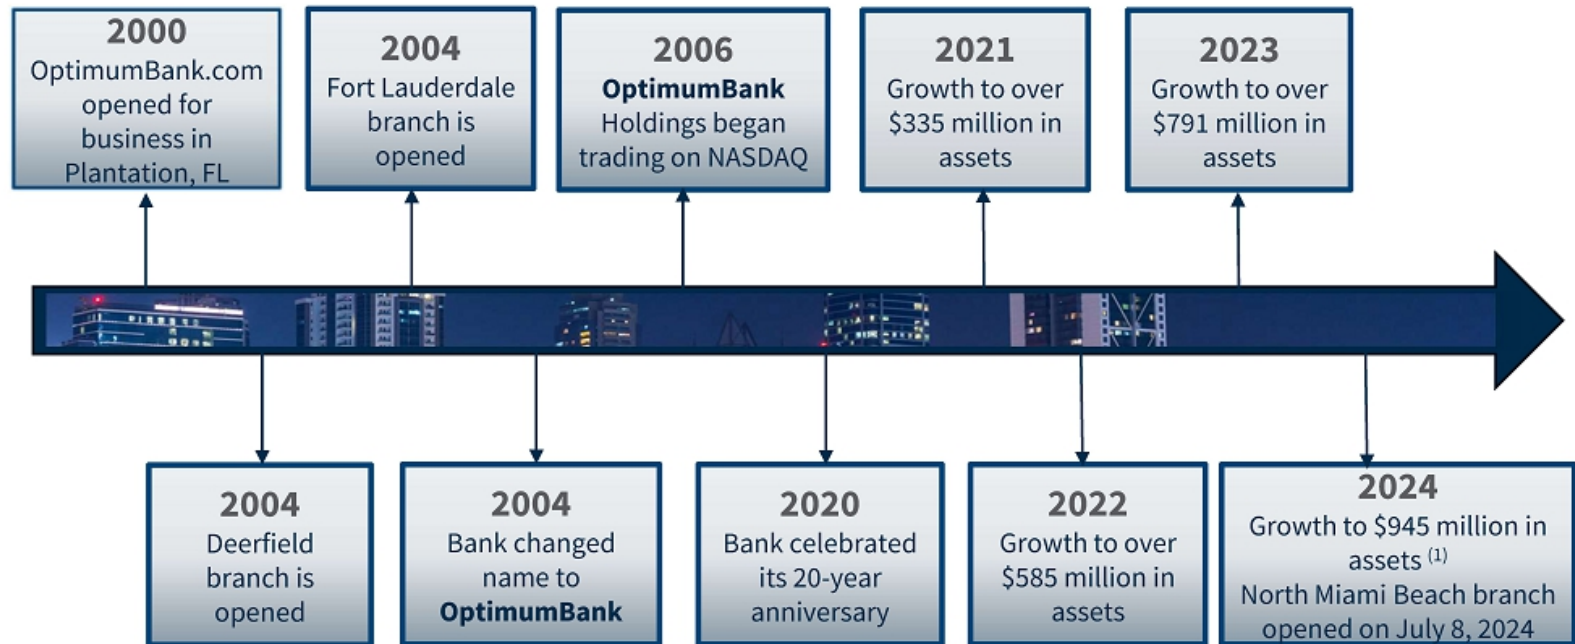 2000
OptimumBank.com
opened for
business in
Plantation, FL
2004
Fort Lauderdale
branch is
opened
2006
OptimumBank
Holdings began
trading on NASDAQ
2021
Growth to over
$335 million in
assets
2023
Growth to over
$791 million in
assets
2004
Deerfield
branch is
opened
2004
Bank changed
name to
OptimumBank
2020
Bank celebrated
its 20-year
anniversary
2022
Growth to over
$585 million in
assets
2024
Growth to $945 million in
assets (1)
North Miami Beach branch
opened on July 8, 2024